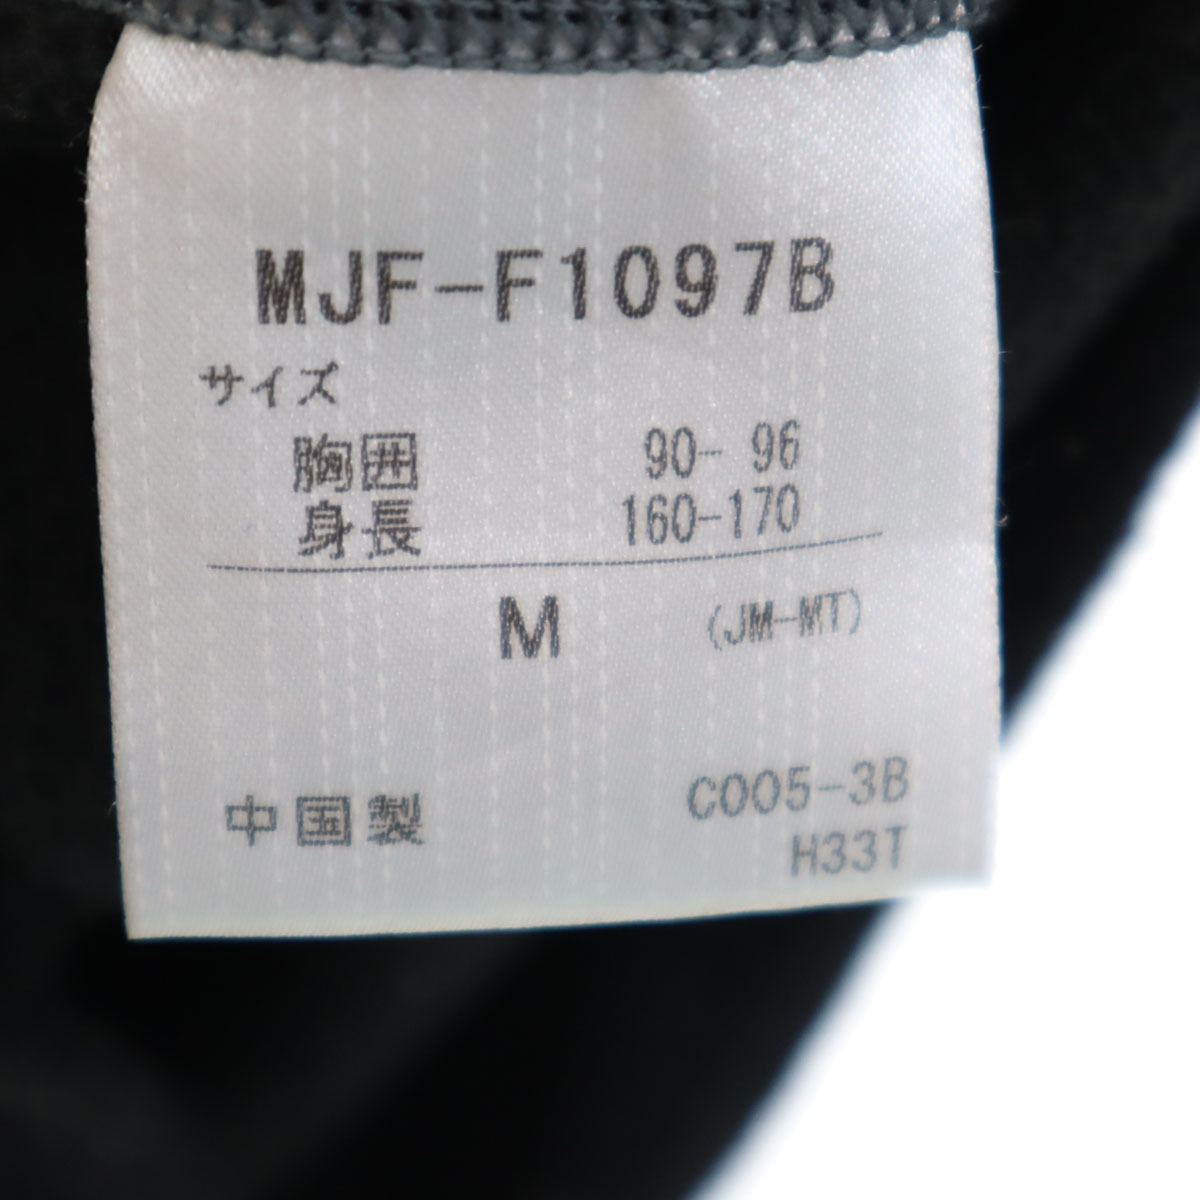 MJF-F1097B
サイズ
胸囲 90- 96
身長 160-170
M (JM-MT)
中国製 C005-3B
H33T